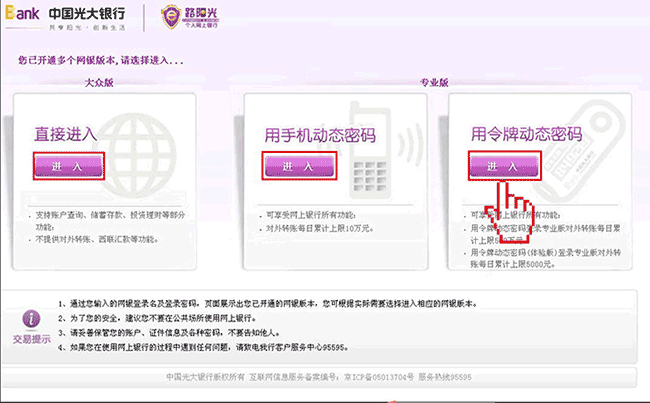 Bank 中国光大银行 路阳光
共享阳光·创新生活 个人网上银行
您已开通多个网银版本,请选择进入...
大众版 专业版
直接进入 用手机动态密码 用令牌动态密码
进入 进入 进入
·支持账户查询、储蓄存款、投资理财等部分功能;
·不提供对外转账、西联汇款等功能。
·可享受网上银行所有功能;
·对外转账每日累计上限10万元。
·可享 网上银行所有功能;
·用令牌动态密码登录专业版对外转账每日累计上限 万元。
·用令牌动态密码(体验版)登录专业版对外转账每日累计上限5000元。
交易提示
1、通过您输入的网银登录名及登录密码，页面展示出您已开通的网银版本，您可根据实际需要选择进入相应的网银版本。
2、为了您的安全，建议您不要在公共场所使用网上银行。
3、请妥善保管您的账户、证件信息及各种密码，不要告知他人。
4、如果您在使用网上银行的过程中遇到任何问题，请致电我行客户服务中心95595。
中国光大银行版权所有 互联网信息服务备案编号：京ICP备05013704号 服务热线95595